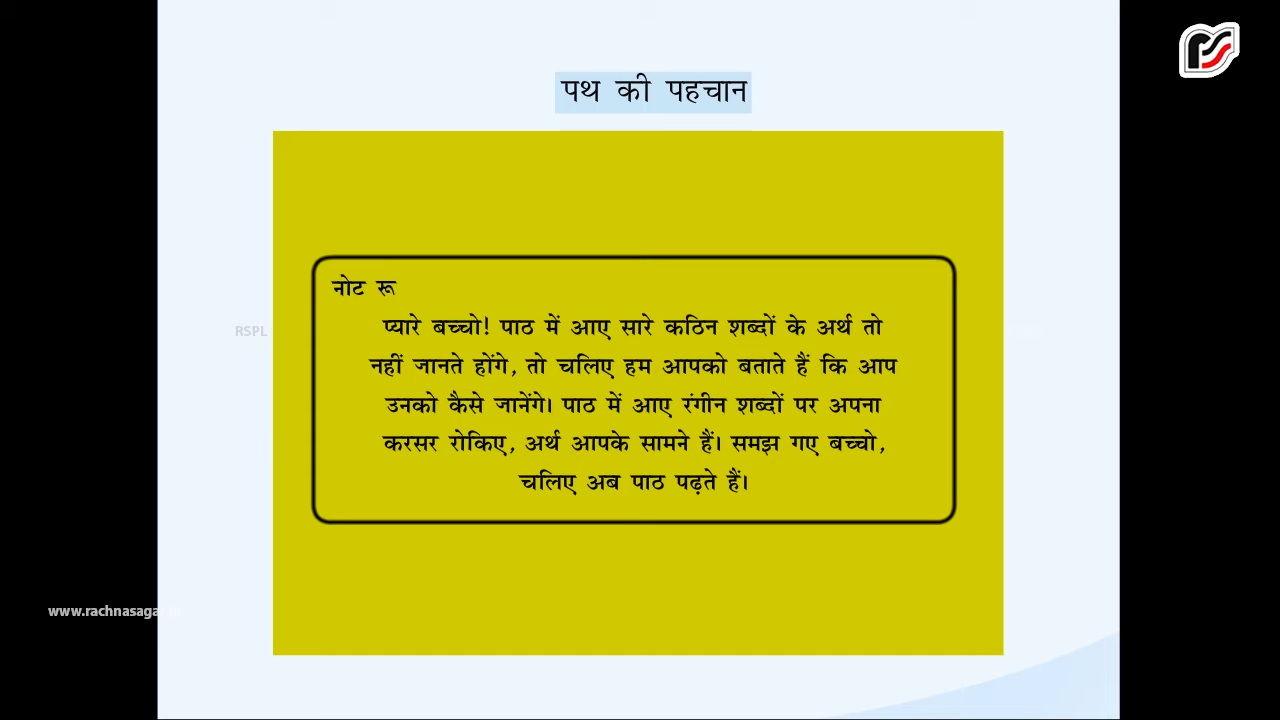 पथ की पहचान
नोट रू
प्यारे बच्चो! पाठ में आए सारे कठिन शब्दों के अर्थ तो
नहीं जानते होंगे, तो चलिए हम आपको बताते हैं कि आप
उनको कैसे जानेंगे। पाठ में आए रंगीन शब्दों पर अपना
करसर रोकिए, अर्थ आपके सामने हैं। समझ गए बच्चो,
चलिए अब पाठ पढ़ते हैं।
RSPL